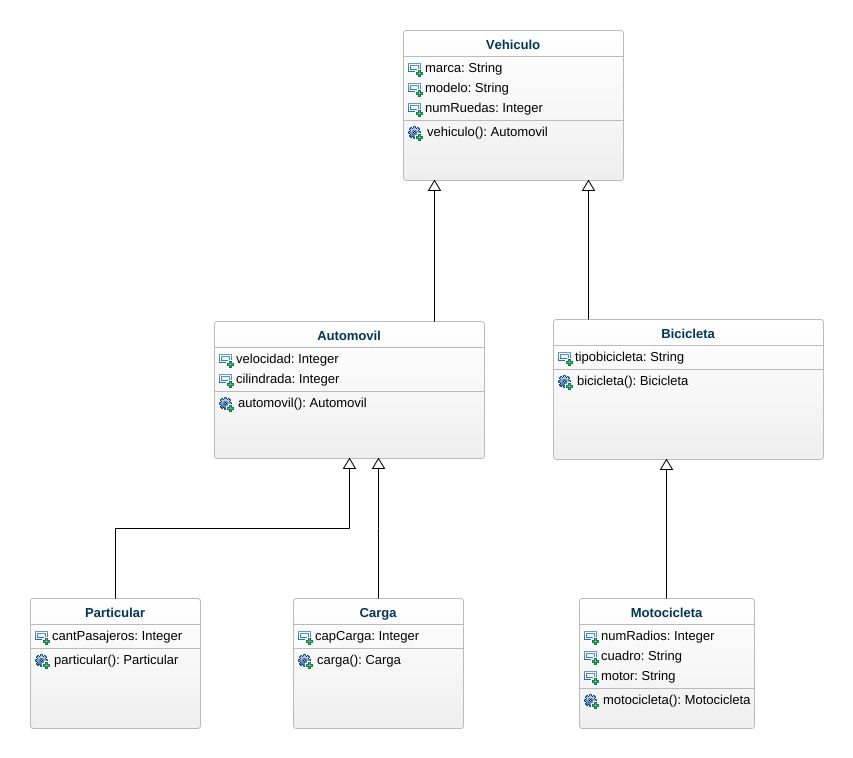 Vehiculo
marca: String
modelo: String
numRuedas: Integer
vehiculo(): Automovil
Automovil
velocidad: Integer
cilindrada: Integer
automovil(): Automovil
Bicicleta
tipobicicleta: String
bicicleta(): Bicicleta
Particular
cantPasajeros: Integer
particular(): Particular
Carga
capCarga: Integer
carga(): Carga
Motocicleta
numRadios: Integer
cuadro: String
motor: String
motocicleta(): Motocicleta